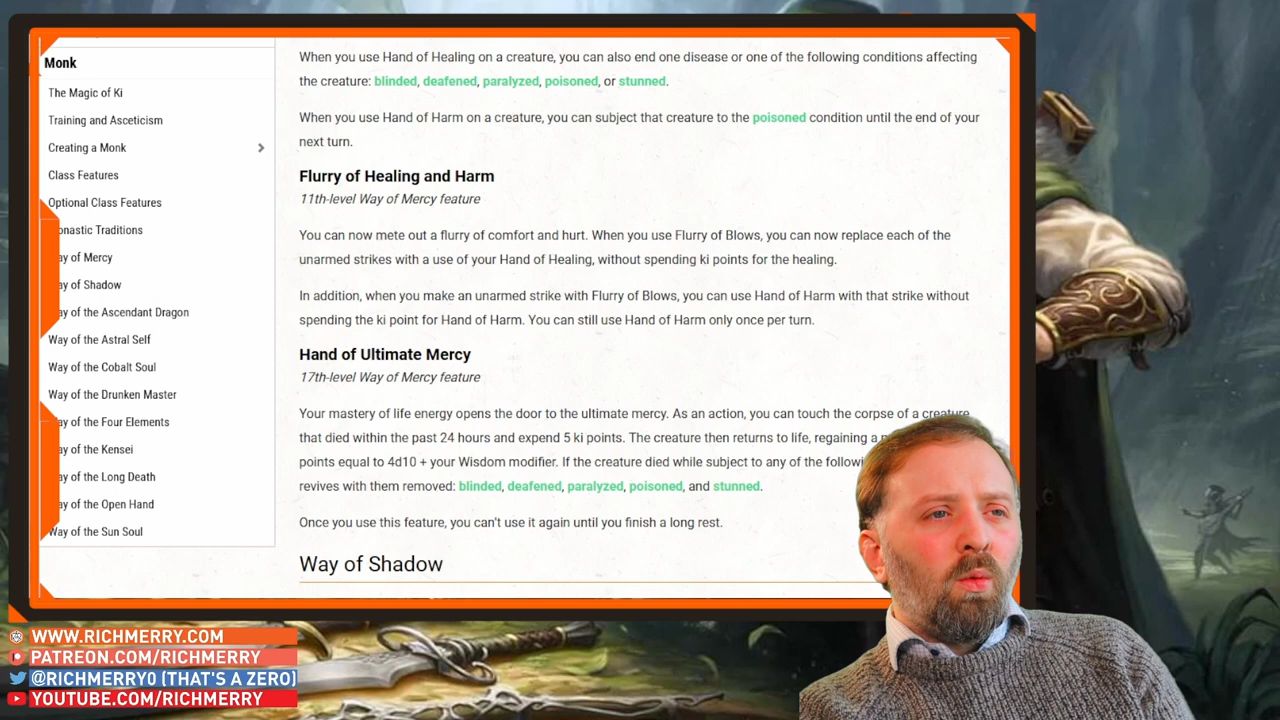 Monk
The Magic of Ki
Training and Asceticism
Creating a Monk
Class Features
Optional Class Features
onastic Traditions
ay of Mercy
ay of Shadow
ay of the Ascendant Dragon
Way of the Astral Self
Way of the Cobalt Soul
Way of the Drunken Master
ay of the Four Elements
ay of the Kensei
ay of the Long Death
ay of the Open Hand
Way of the Sun Soul
When you use Hand of Healing on a creature, you can also end one disease or one of the following conditions affecting
the creature: blinded, deafened, paralyzed, poisoned, or stunned.
When you use Hand of Harm on a creature, you can subject that creature to the poisoned condition until the end of your
next turn.
Flurry of Healing and Harm
11th-level Way of Mercy feature
You can now mete out a flurry of comfort and hurt. When you use Flurry of Blows, you can now replace each of the
unarmed strikes with a use of your Hand of Healing, without spending ki points for the healing.
In addition, when you make an unarmed strike with Flurry of Blows, you can use Hand of Harm with that strike without
spending the ki point for Hand of Harm. You can still use Hand of Harm only once per turn.
Hand of Ultimate Mercy
17th-level Way of Mercy feature
Your mastery of life energy opens the door to the ultimate mercy. As an action, you can touch the corpse of a creature
that died within the past 24 hours and expend 5 ki points. The creature then returns to life, regaining a
points equal to 4d10 + your Wisdom modifier. If the creature died while subject to any of the
revives with them removed: blinded, deafened, paralyzed, poisoned, and stunned.
Once you use this feature, you can't use it again until you finish a long rest.
Way of Shadow
WWW.RICHMERRY.COM
PATREON.COM/RICHMERRY
@RICHMERRY0 (THAT'S A ZERO)
YOUTUBE.COM/RICHMERRY